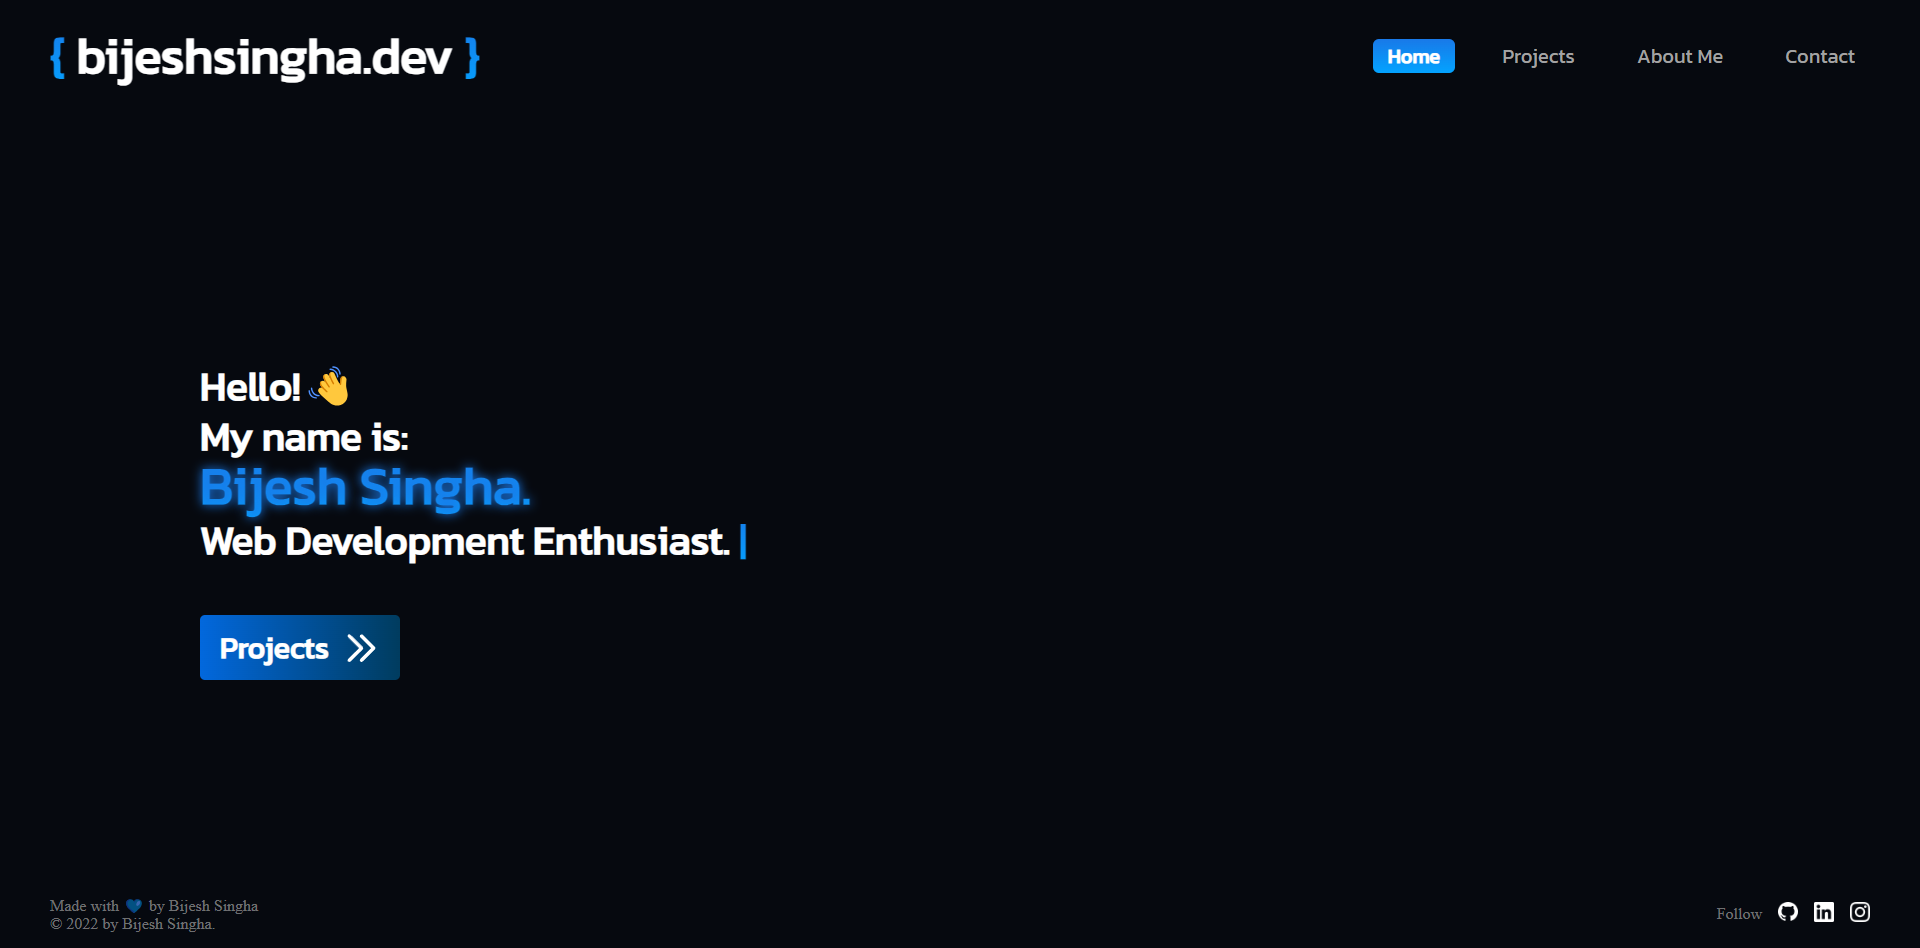 { bijeshsingha.dev }
Home Projects About Me Contact
Hello! 👋
My name is:
Bijesh Singha.
Web Development Enthusiast. |
Projects
Made with 💙 by Bijesh Singha
© 2022 by Bijesh Singha.
Follow